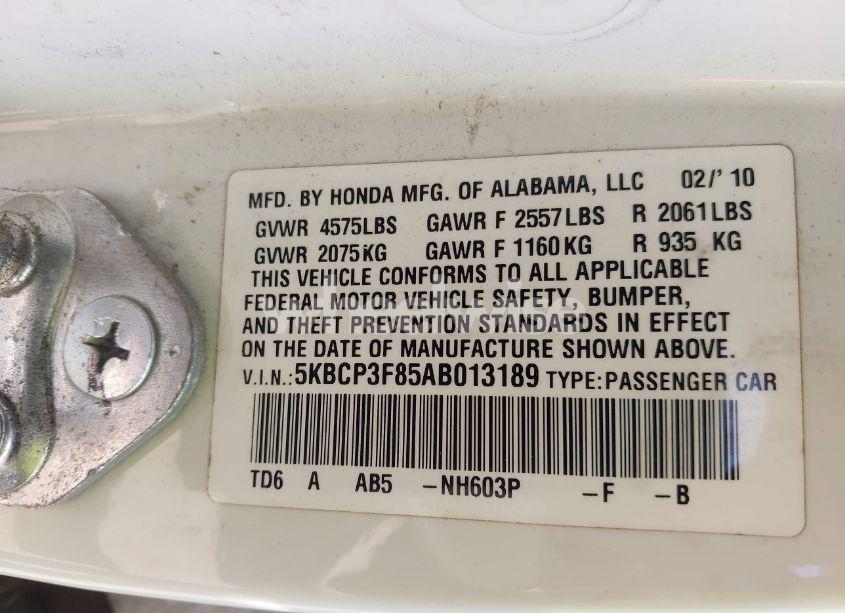 MFD. BY HONDA MFG. OF ALABAMA, LLC 02/' 10
GVWR 4575LBS GAWR F 2557LBS R 2061LBS
GVWR 2075KG GAWR F 1160KG R 935 KG
THIS VEHICLE CONFORMS TO ALL APPLICABLE
FEDERAL MOTOR VEHICLE SAFETY, BUMPER,
AND THEFT PREVENTION STANDARDS IN EFFECT
ON THE DATE OF MANUFACTURE SHOWN ABOVE.
V.I.N.:5KBCP3F85AB013189 TYPE:PASSENGER CAR
TD6 A AB5 -NH603P -F -B